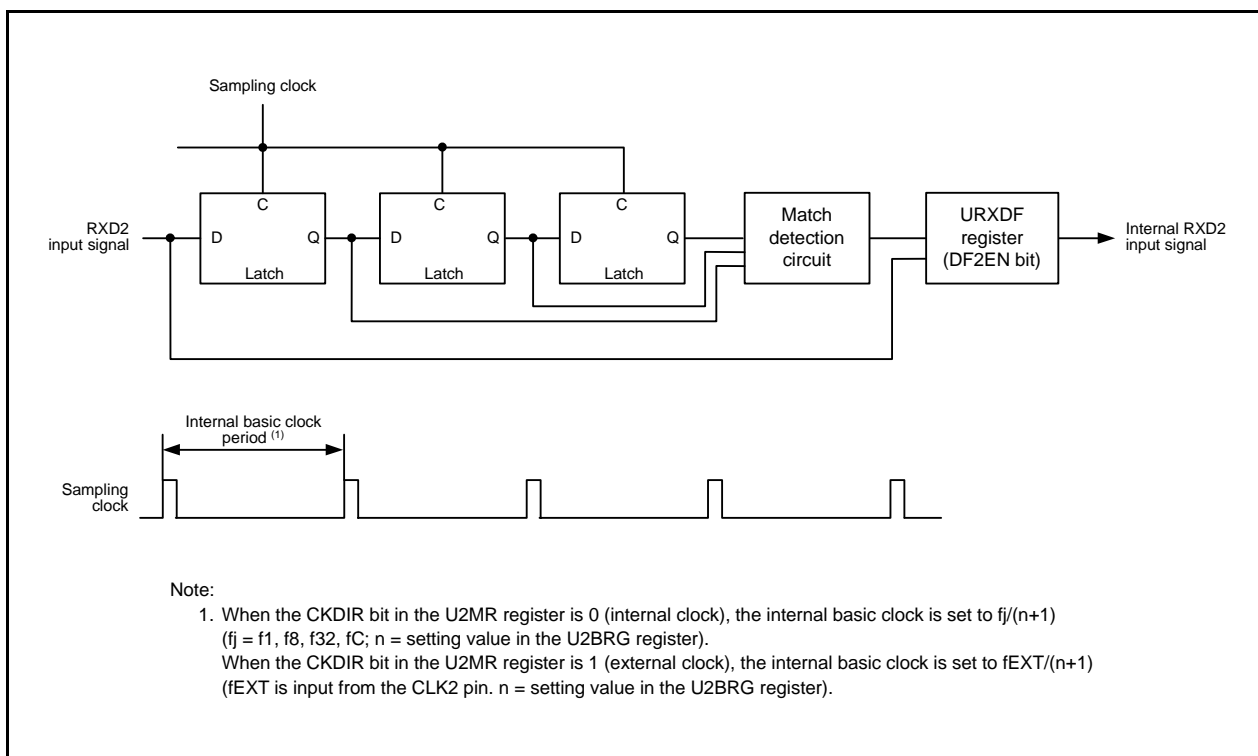 Sampling clock
C
C
C
RXD2
input signal
D
Q
D
Q
D
Q
Latch
Latch
Latch
Match
detection
circuit
URXDF
register
(DF2EN bit)
Internal RXD2
input signal
Internal basic clock
period (1)
Sampling
clock
Note:
1. When the CKDIR bit in the U2MR register is 0 (internal clock), the internal basic clock is set to fj/(n+1)
(fj = f1, f8, f32, fC; n = setting value in the U2BRG register).
When the CKDIR bit in the U2MR register is 1 (external clock), the internal basic clock is set to fEXT/(n+1)
(fEXT is input from the CLK2 pin. n = setting value in the U2BRG register).